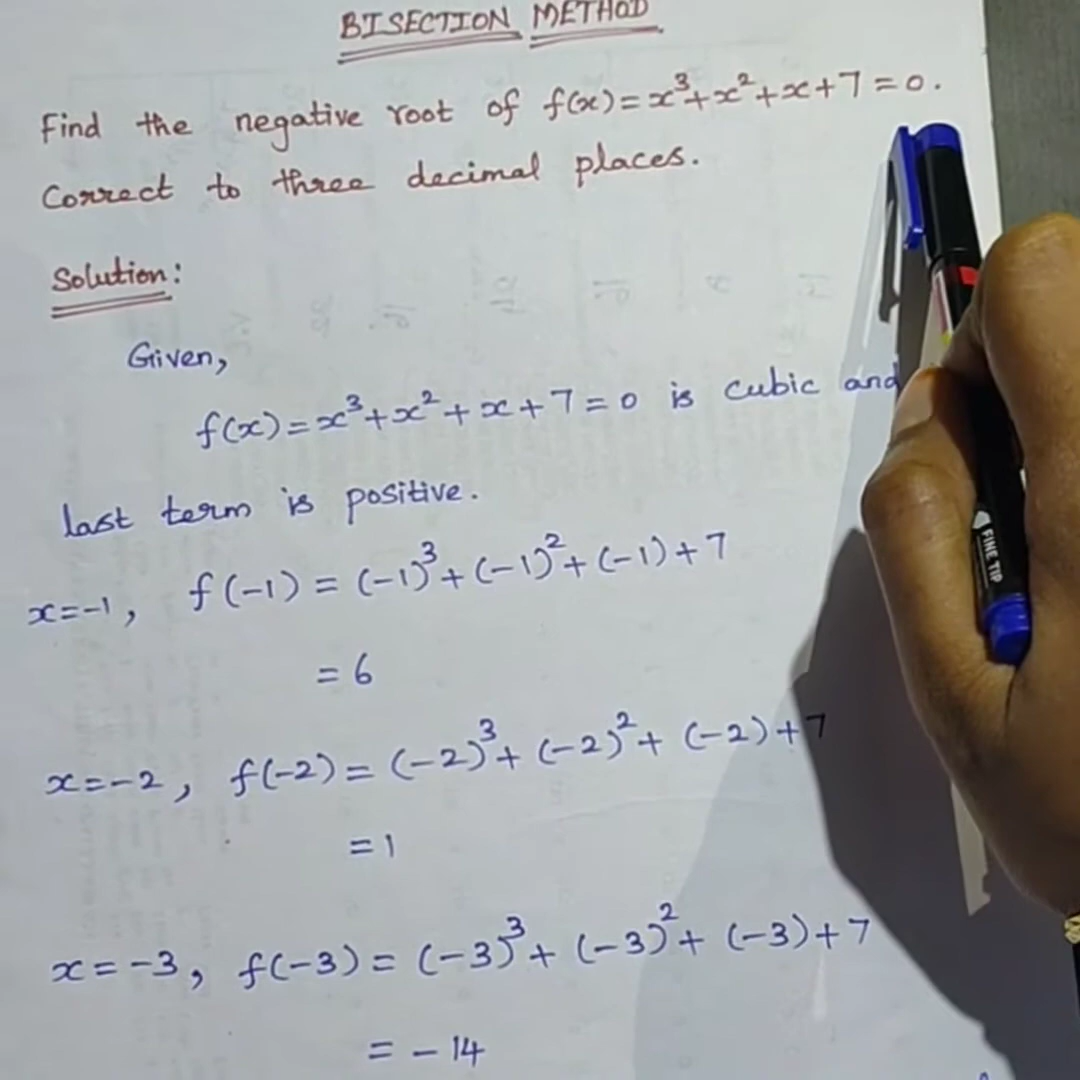 BISECTION METHOD
Find the negative root of f(x)=x³+x²+x+7=0.
Correct to three decimal places.
Solution:
Given,
f(x)=x³+x²+x+7=0 is cubic and
last term is positive.
x=-1, f(-1) = (-1)³+(-1)²+(-1)+7
= 6
x=-2, f(-2) = (-2)³+(-2)²+(-2)+7
= 1
x=-3, f(-3) = (-3)³+(-3)²+(-3)+7
= -14
FINE TIP